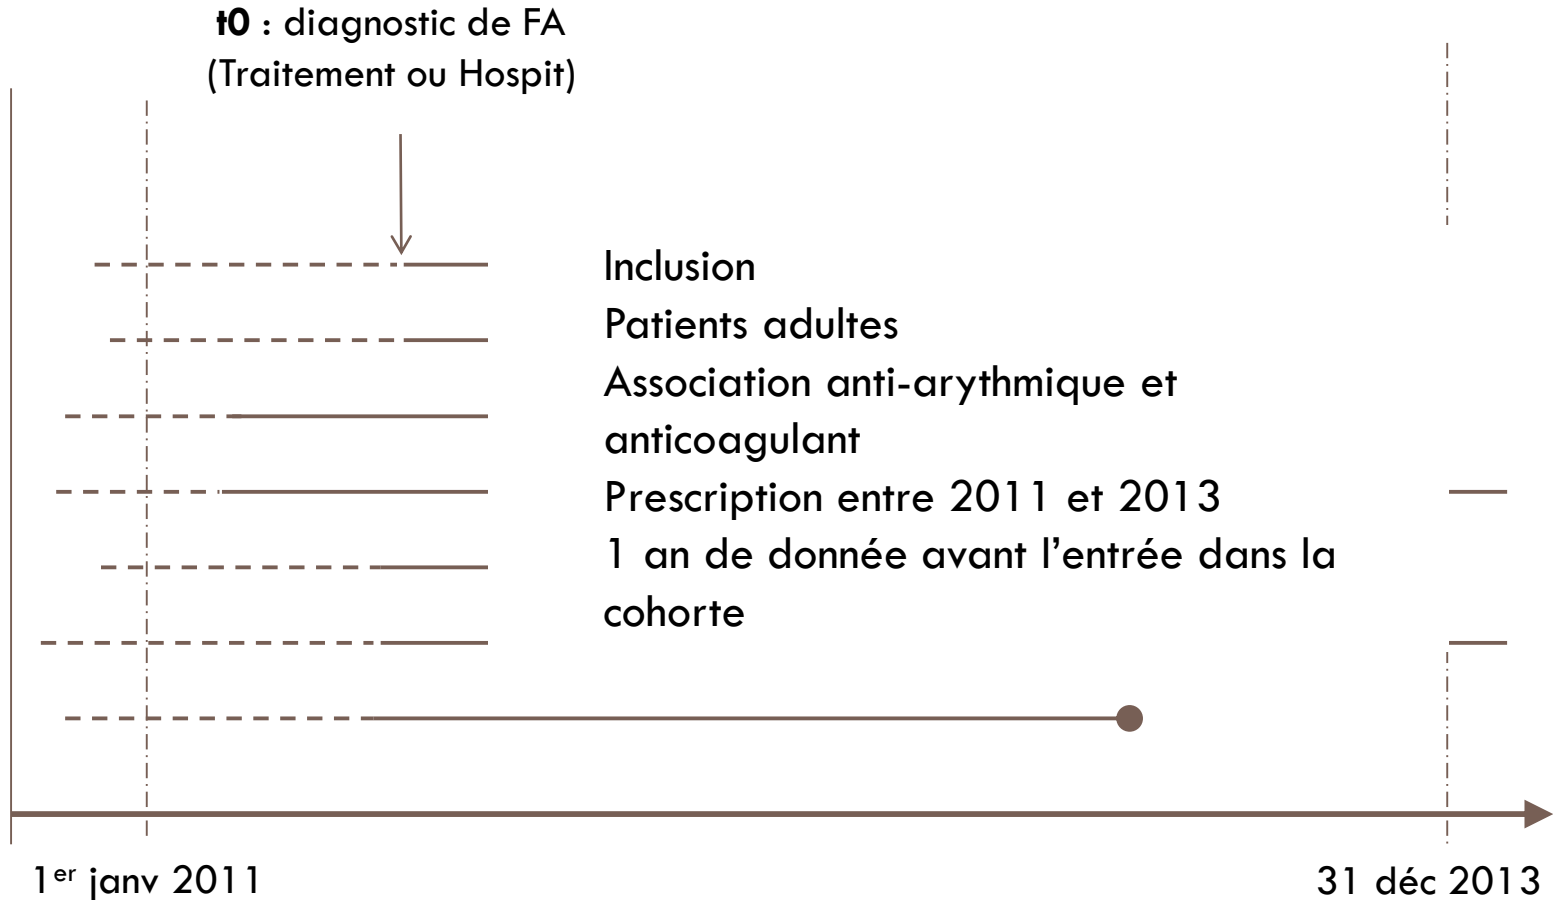 t0 : diagnostic de FA
(Traitement ou Hospit)
Inclusion
Patients adultes
Association anti-arythmique et
anticoagulant
Prescription entre 2011 et 2013
1 an de donnée avant l’entrée dans la
cohorte
1er janv 2011
31 déc 2013